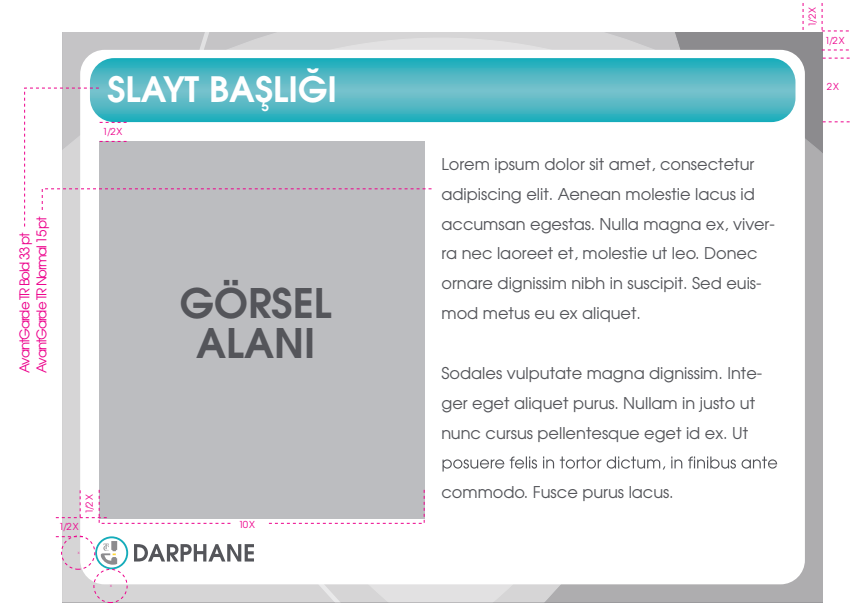 1/2X
1/2X
2X
SLAYT BAŞLIĞI
1/2X
AvantGarde TR Bold 33 pt
AvantGarde TR Normal 15 pt
GÖRSEL
ALANI
Lorem ipsum dolor sit amet, consectetur
adipiscing elit. Aenean molestie lacus id
accumsan egestas. Nulla magna ex, viver-
ra nec laoreet et, molestie ut leo. Donec
ornare dignissim nibh in suscipit. Sed euis-
mod metus eu ex aliquet.
Sodales vulputate magna dignissim. Inte-
ger eget aliquet purus. Nullam in justo ut
nunc cursus pellentesque eget id ex. Ut
posuere felis in tortor dictum, in finibus ante
commodo. Fusce purus lacus.
1/2X
1/2X
10X
DARPHANE